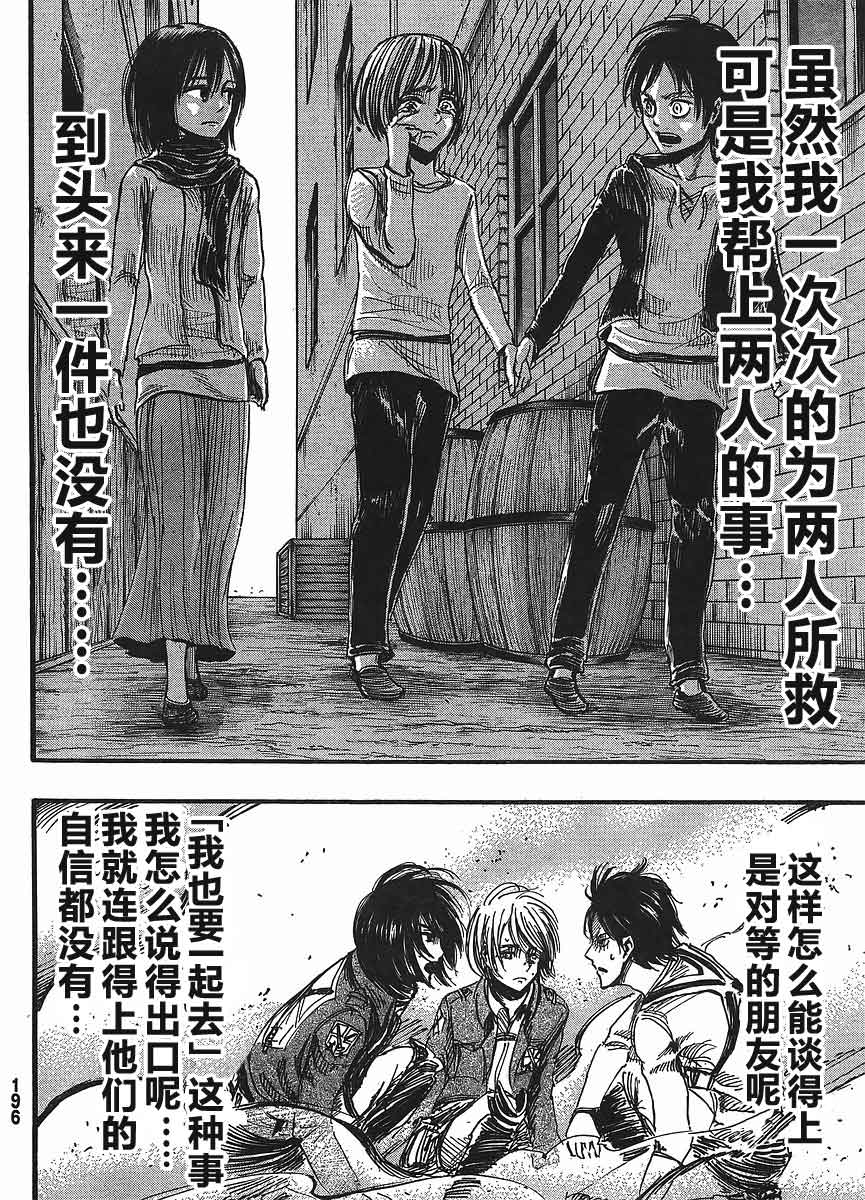 虽然我一次次的为两人所救
可是我帮上两人的事…
到头来一件也没有……
这样怎么能谈得上
是对等的朋友呢
「我也要一起去」这种事
我怎么说得出口呢……
我就连跟得上他们的
自信都没有…
196